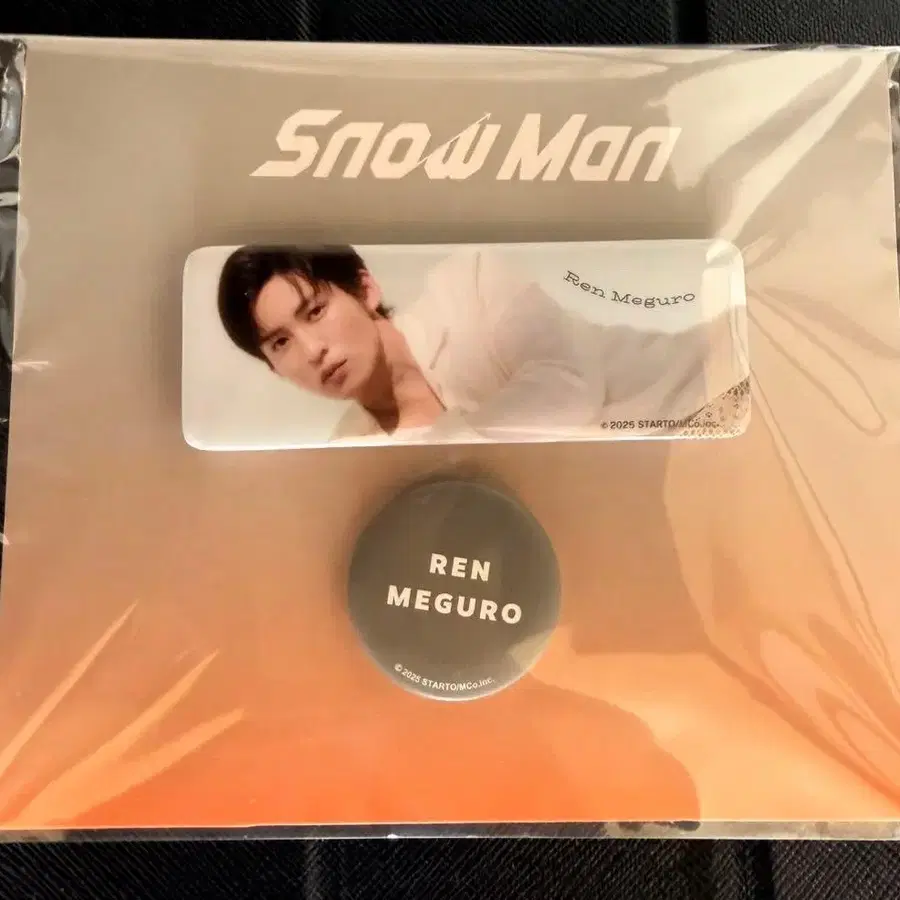 Snow Man
Ren Meguro
© 2025 STARTO/MCo.Inc.
REN
MEGURO
© 2025 STARTO/MCo.Inc.